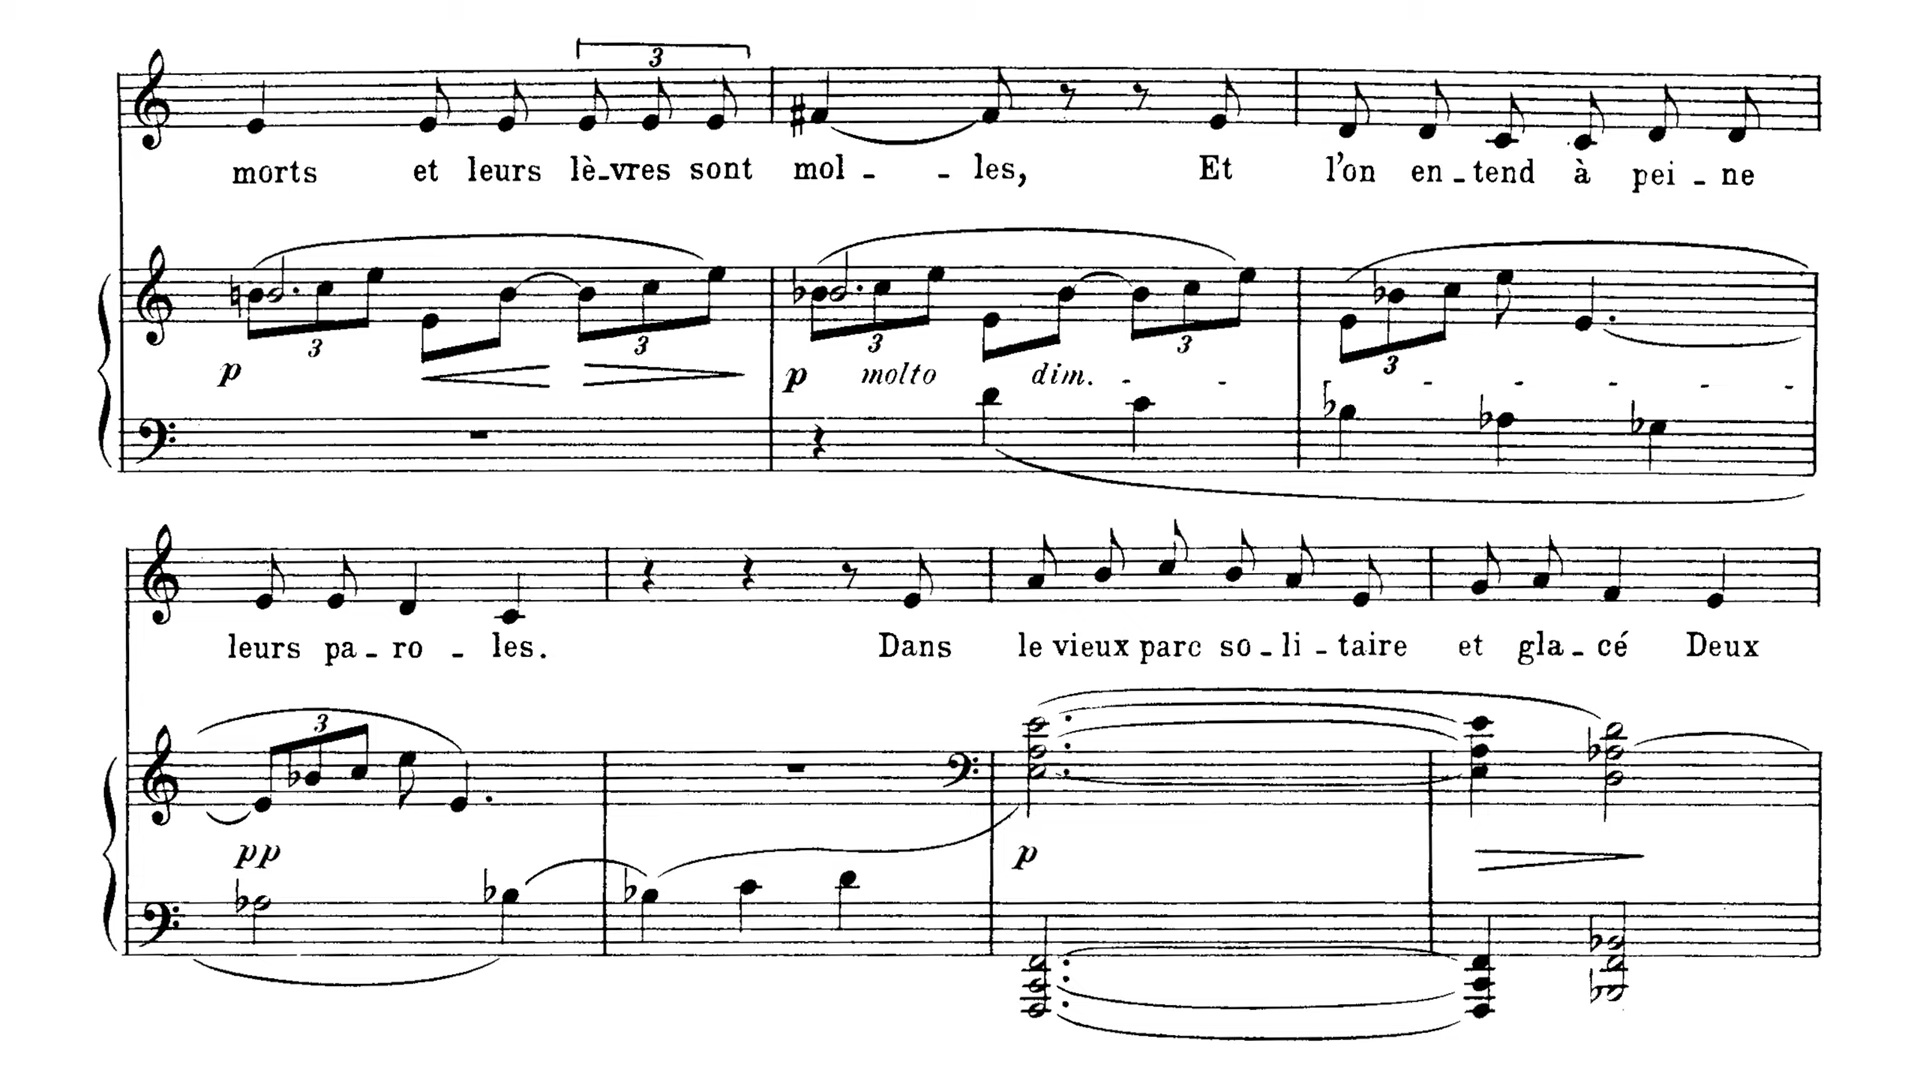 3
morts et leurs lè-vres sont mol - - les, Et l'on en-tend à pei - ne
3 3 3 3 3
p p molto dim. - - - - - -
leurs pa - ro - les. Dans le vieux parc so - li - taire et gla - cé Deux
3
pp p